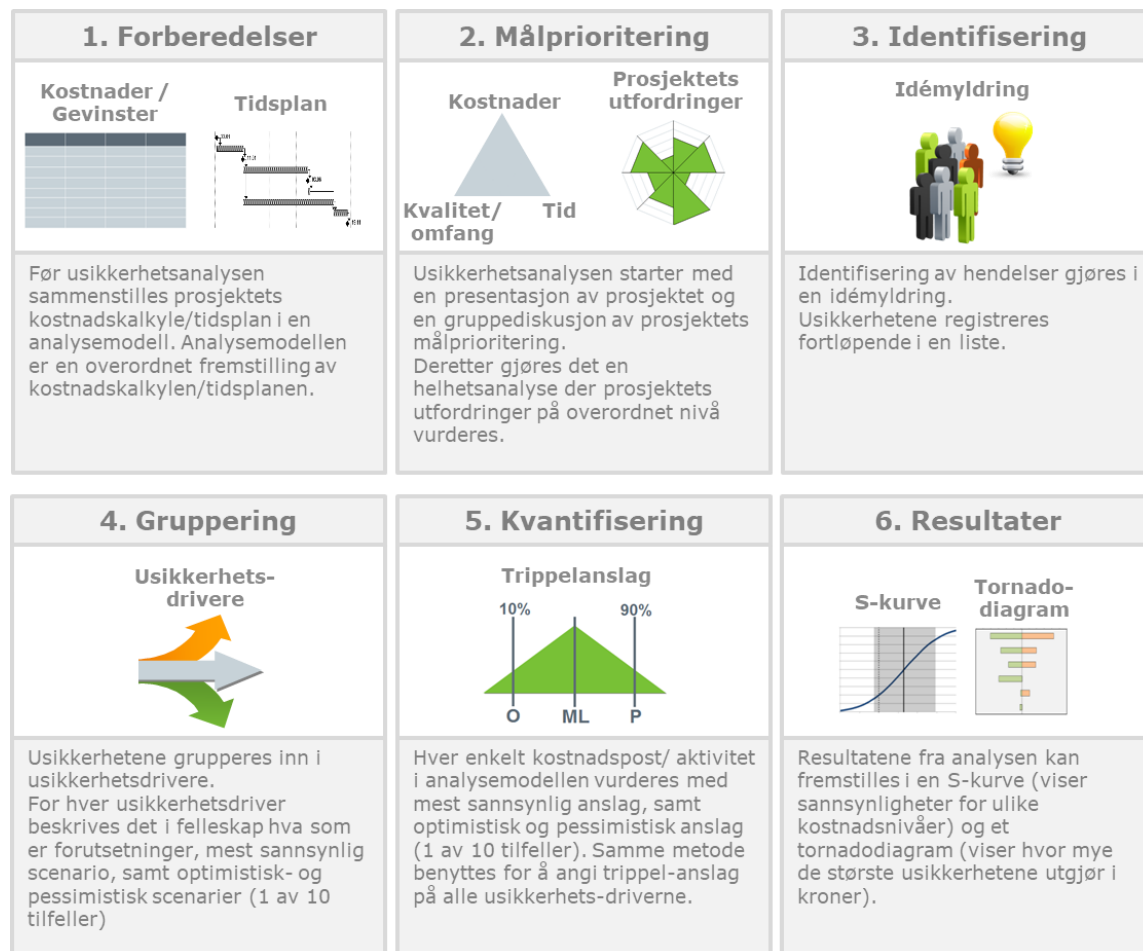 1. Forberedelser
Kostnader /
Gevinster
Tidsplan
Før usikkerhetsanalysen
sammenstilles prosjektets
kostnadskalkyle/tidsplan i en
analysemodell. Analysemodellen
er en overordnet fremstilling av
kostnadskalkylen/tidsplanen.
2. Målprioritering
Kostnader
Kvalitet/
omfang
Tid
Prosjektets
utfordringer
Usikkerhetsanalysen starter med
en presentasjon av prosjektet og
en gruppediskusjon av prosjektets
målprioritering.
Deretter gjøres det en
helhetsanalyse der prosjektets
utfordringer på overordnet nivå
vurderes.
3. Identifisering
Idémyldring
Identifisering av hendelser gjøres i
en idémyldring.
Usikkerhetene registreres
fortløpende i en liste.
4. Gruppering
Usikkerhets-
drivere
Usikkerhetene grupperes inn i
usikkerhetsdrivere.
For hver usikkerhetsdriver
beskrives det i felleskap hva som
er forutsetninger, mest sannsynlig
scenario, samt optimistisk- og
pessimistisk scenarier (1 av 10
tilfeller)
5. Kvantifisering
Trippelanslag
10% 90%
O ML P
Hver enkelt kostnadspost/ aktivitet
i analysemodellen vurderes med
mest sannsynlig anslag, samt
optimistisk og pessimistisk anslag
(1 av 10 tilfeller). Samme metode
benyttes for å angi trippel-anslag
på alle usikkerhets-driverne.
6. Resultater
S-kurve
Tornado-
diagram
Resultatene fra analysen kan
fremstilles i en S-kurve (viser
sannsynligheter for ulike
kostnadsnivåer) og et
tornadodiagram (viser hvor mye
de største usikkerhetene utgjør i
kroner).